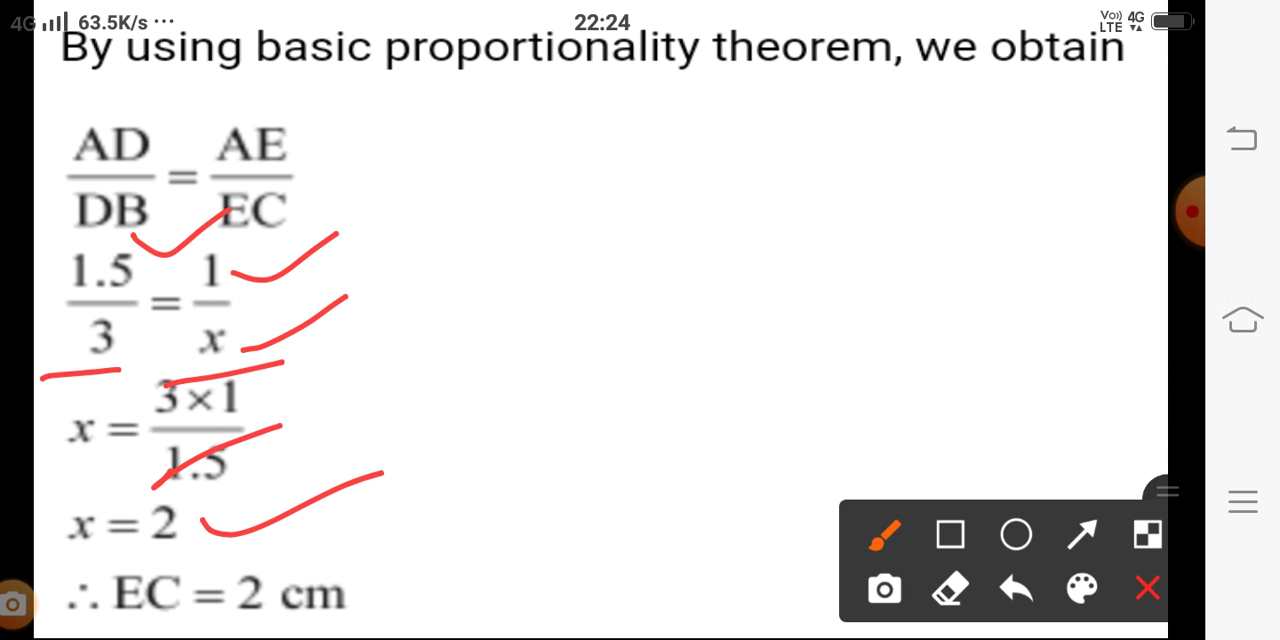 4G 63.5K/s ... 22:24 Vo)) LTE 4G
By using basic proportionality theorem, we obtain
AD/DB = AE/EC
1.5/3 = 1/x
x = 3×1/1.5
x = 2
∴ EC = 2 cm